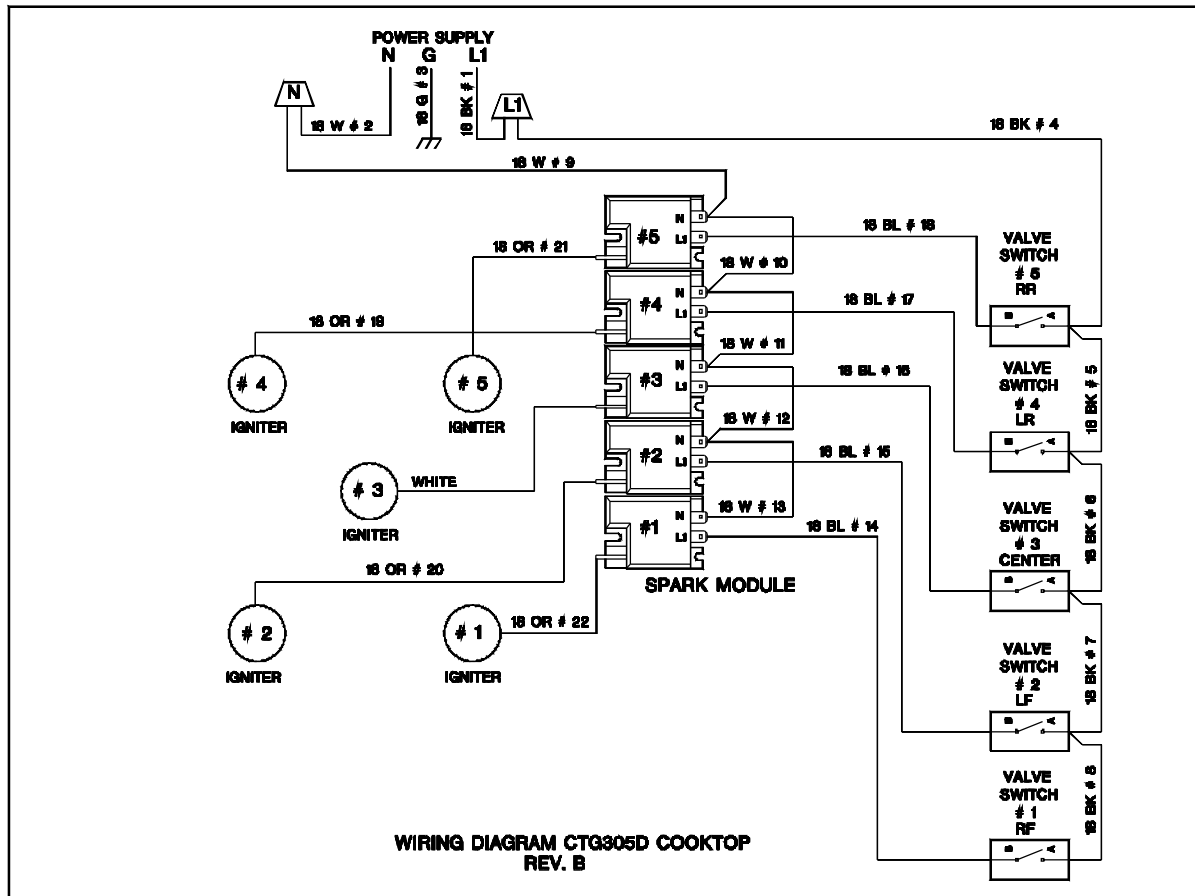 POWER SUPPLY
N G L1
N
18 W # 2
18 G # 3
18 BK # 1
L1
18 BK # 4
18 W # 9
#5
N
L1
18 OR # 21
18 BL # 18
VALVE
SWITCH
# 5
RR
18 W # 10
#4
N
L1
18 OR # 19
18 BL # 17
B A
18 W # 11
#3
N
L1
18 BL # 16
18 BK # 5
VALVE
SWITCH
# 4
LR
# 4
IGNITER
# 5
IGNITER
18 W # 12
#2
N
L1
18 BL # 15
B A
# 3
WHITE
IGNITER
18 W # 13
#1
N
L1
18 BL # 14
18 BK # 6
VALVE
SWITCH
# 3
CENTER
18 OR # 20
SPARK MODULE
B A
# 2
IGNITER
# 1
18 OR # 22
IGNITER
18 BK # 7
VALVE
SWITCH
# 2
LF
B A
18 BK # 8
VALVE
SWITCH
# 1
RF
B A
WIRING DIAGRAM CTG305D COOKTOP
REV. B